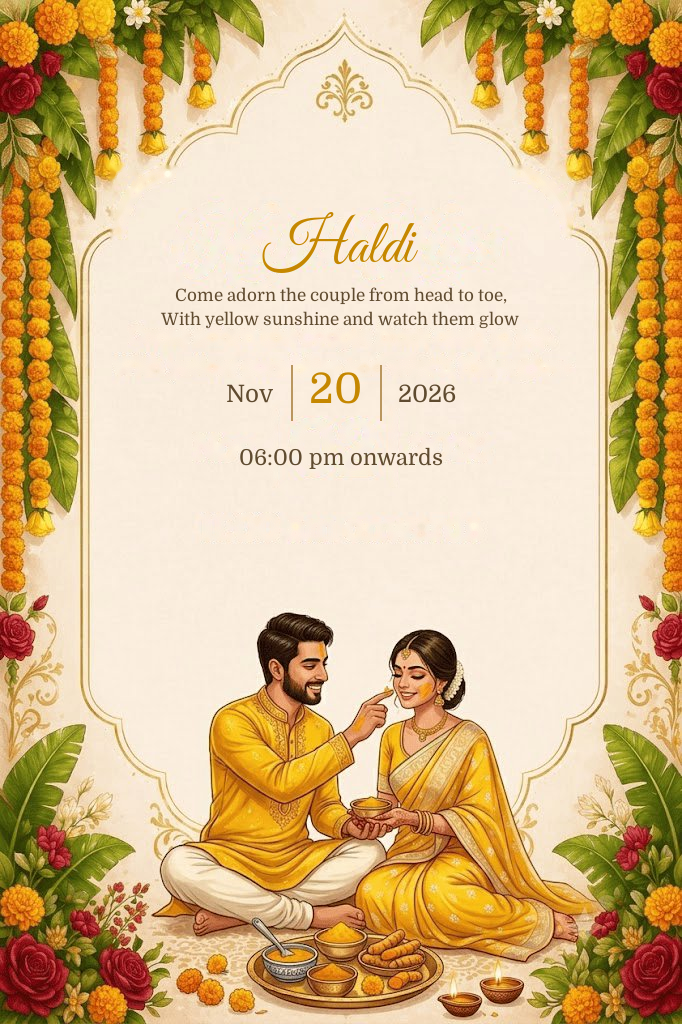 Haldi
Come adorn the couple from head to toe,
With yellow sunshine and watch them glow
Nov 20 2026
06:00 pm onwards